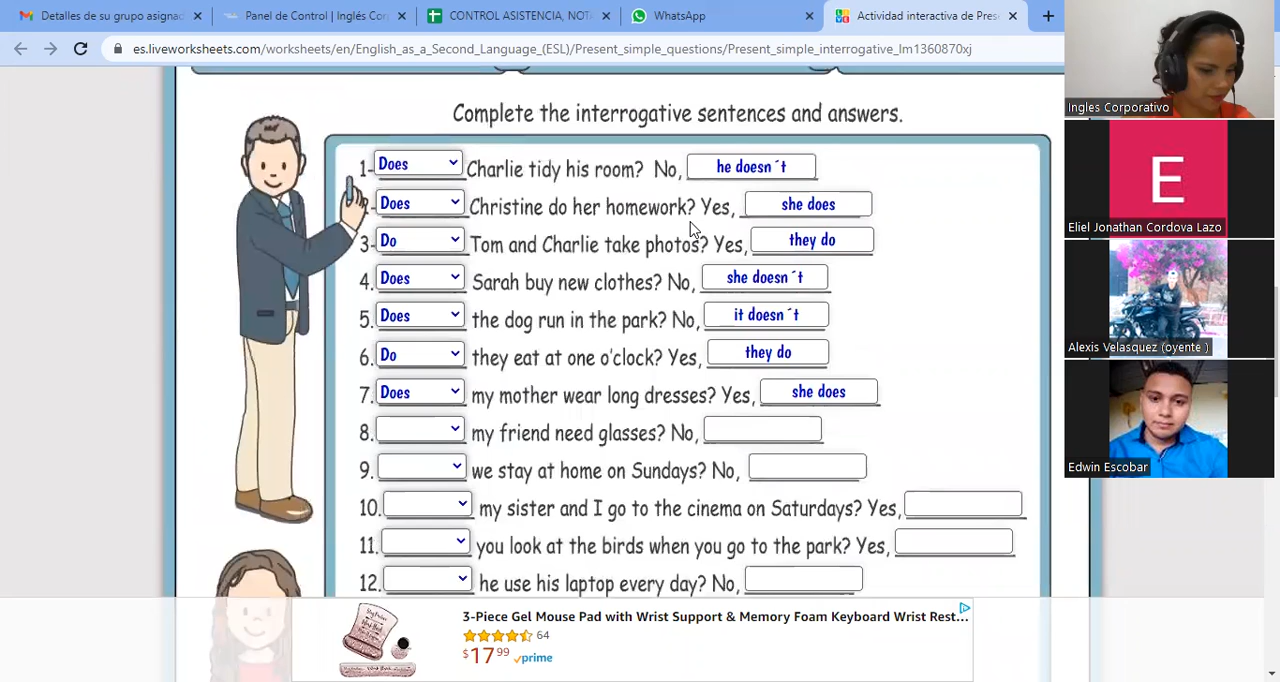 Detalles de su grupo asignad
Panel de Control | Inglés Corp
CONTROL ASISTENCIA, NOT
WhatsApp
Actividad interactiva de Pres
es.liveworksheets.com/worksheets/en/English_as_a_Second_Language_(ESL)/Present_simple_questions/Present_simple_interrogative_lm1360870xj
Complete the interrogative sentences and answers.
1- Does Charlie tidy his room? No, he doesn´t
Does Christine do her homework? Yes, she does
3- Do Tom and Charlie take photos? Yes, they do
4. Does Sarah buy new clothes? No, she doesn´t
5. Does the dog run in the park? No, it doesn´t
6. Do they eat at one o'clock? Yes, they do
7. Does my mother wear long dresses? Yes, she does
8. my friend need glasses? No,
9. we stay at home on Sundays? No,
10. my sister and I go to the cinema on Saturdays? Yes,
11. you look at the birds when you go to the park? Yes,
12. he use his laptop every day? No,
3-Piece Gel Mouse Pad with Wrist Support & Memory Foam Keyboard Wrist Rest...
64
$17 99 prime
Ingles Corporativo
E
Eliel Jonathan Cordova Lazo
Alexis Velasquez (oyente )
Edwin Escobar